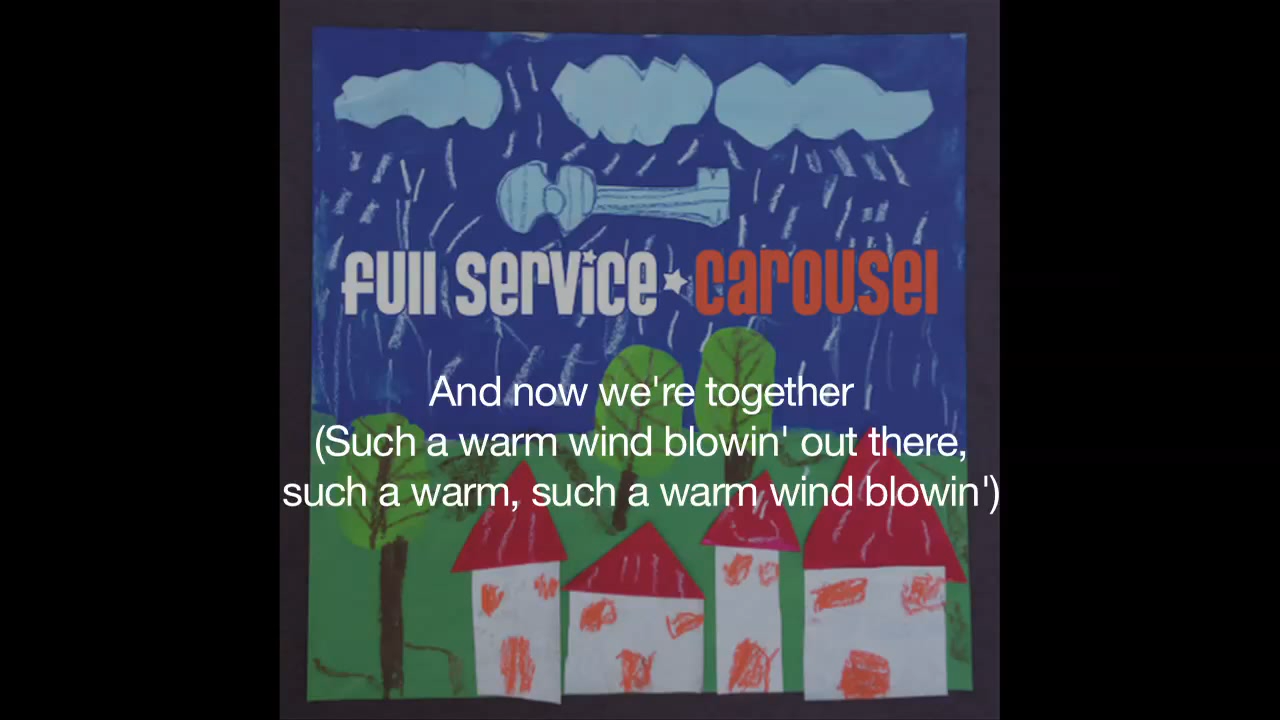 full service★carousel
And now we're together
(Such a warm wind blowin' out there,
such a warm, such a warm wind blowin')